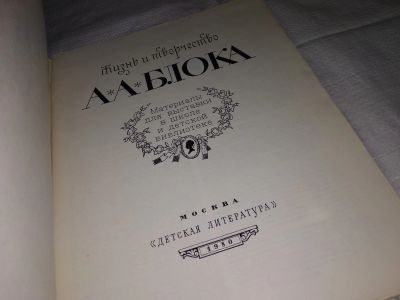 Жизнь и творчество
А*А*БЛОКА
Материалы
для выставки
в школе
и детской
библиотеке
МОСКВА
«ДЕТСКАЯ ЛИТЕРАТУРА»
1980